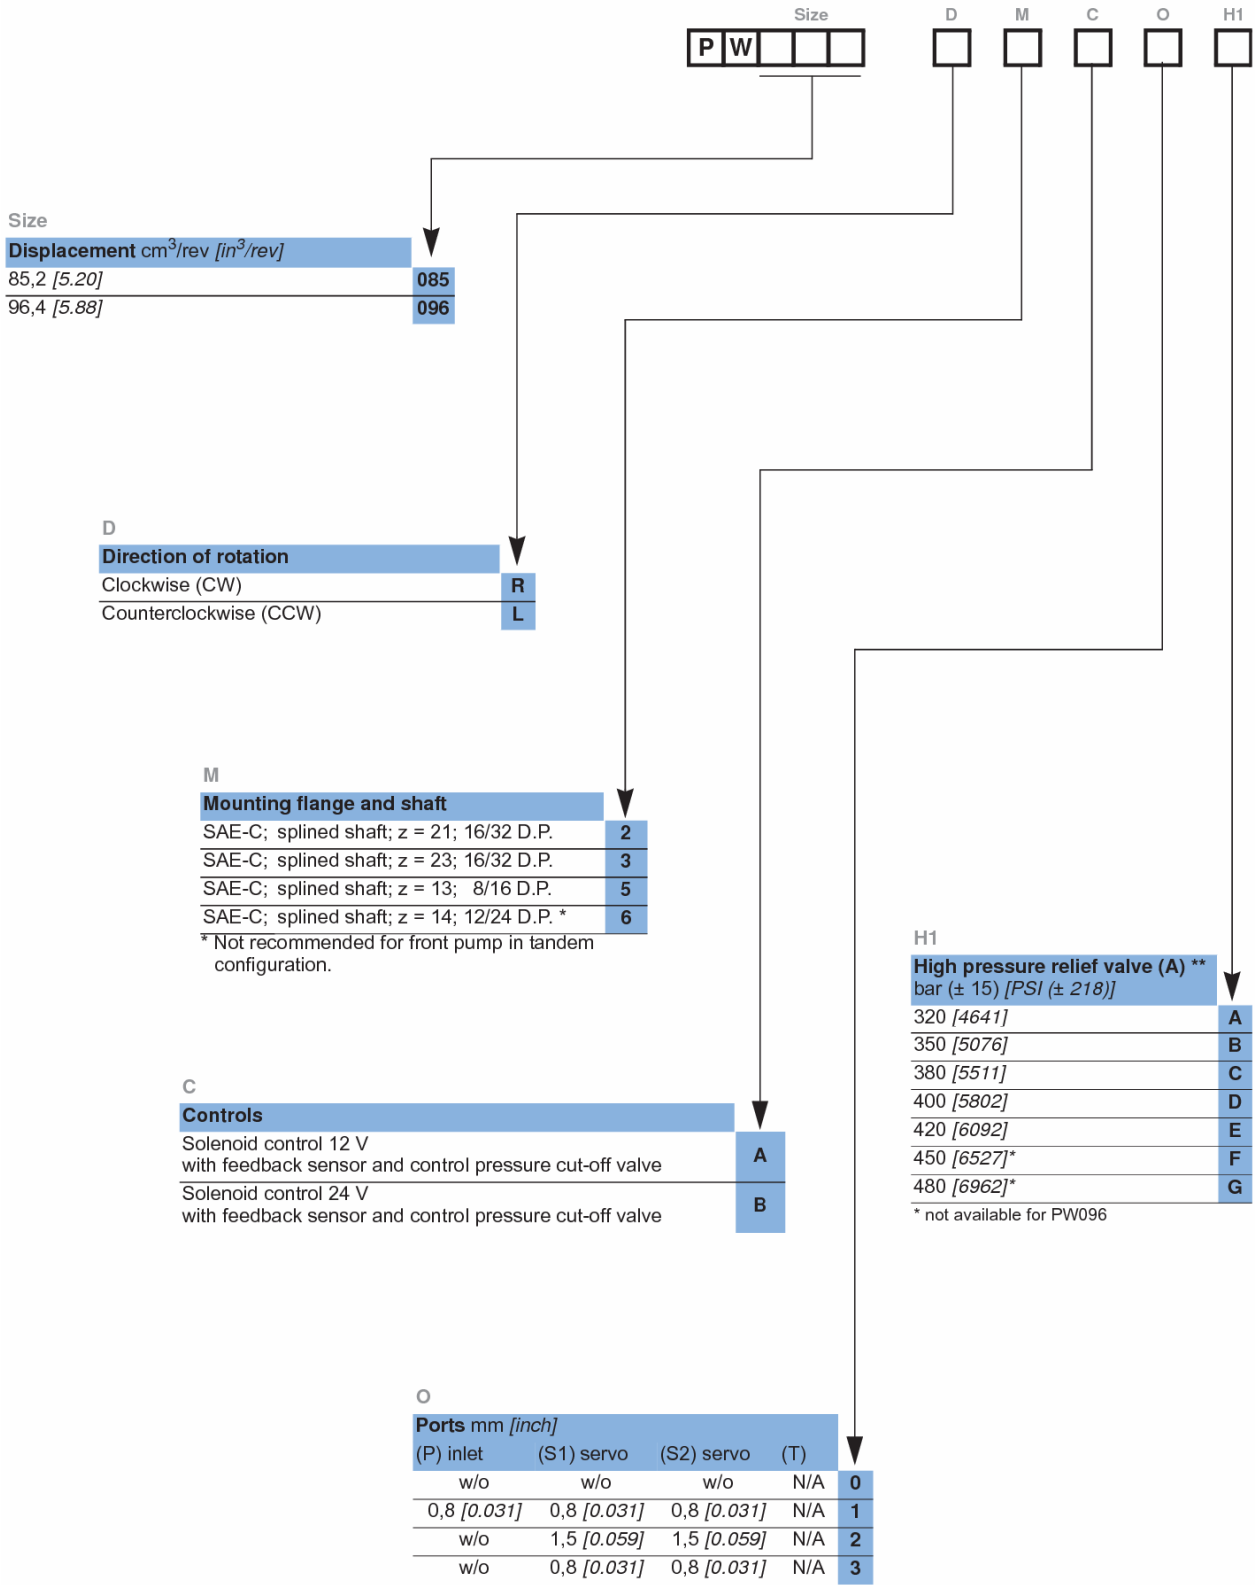 Size D M C O H1
P W
Size
Displacement cm³/rev [in³/rev]
85,2 [5.20] 085
96,4 [5.88] 096
D
Direction of rotation
Clockwise (CW) R
Counterclockwise (CCW) L
M
Mounting flange and shaft
SAE-C; splined shaft; z = 21; 16/32 D.P. 2
SAE-C; splined shaft; z = 23; 16/32 D.P. 3
SAE-C; splined shaft; z = 13; 8/16 D.P. 5
SAE-C; splined shaft; z = 14; 12/24 D.P. * 6
* Not recommended for front pump in tandem
configuration.
H1
High pressure relief valve (A) **
bar (± 15) [PSI (± 218)]
320 [4641] A
350 [5076] B
380 [5511] C
400 [5802] D
420 [6092] E
450 [6527]* F
480 [6962]* G
* not available for PW096
C
Controls
Solenoid control 12 V
with feedback sensor and control pressure cut-off valve
A
Solenoid control 24 V
with feedback sensor and control pressure cut-off valve
B
O
Ports mm [inch]
(P) inlet (S1) servo (S2) servo (T)
w/o w/o w/o N/A 0
0,8 [0.031] 0,8 [0.031] 0,8 [0.031] N/A 1
w/o 1,5 [0.059] 1,5 [0.059] N/A 2
w/o 0,8 [0.031] 0,8 [0.031] N/A 3